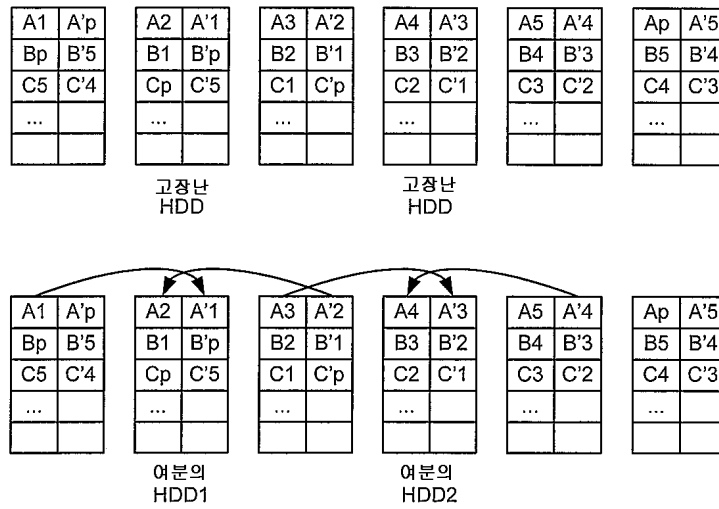 A1 A'p A2 A'1 A3 A'2 A4 A'3 A5 A'4 Ap A'5
Bp B'5 B1 B'p B2 B'1 B3 B'2 B4 B'3 B5 B'4
C5 C'4 Cp C'5 C1 C'p C2 C'1 C3 C'2 C4 C'3
... ... ... ... ... ...
고장난 고장난
HDD HDD
A1 A'p A2 A'1 A3 A'2 A4 A'3 A5 A'4 Ap A'5
Bp B'5 B1 B'p B2 B'1 B3 B'2 B4 B'3 B5 B'4
C5 C'4 Cp C'5 C1 C'p C2 C'1 C3 C'2 C4 C'3
... ... ... ... ... ...
여분의 여분의
HDD1 HDD2